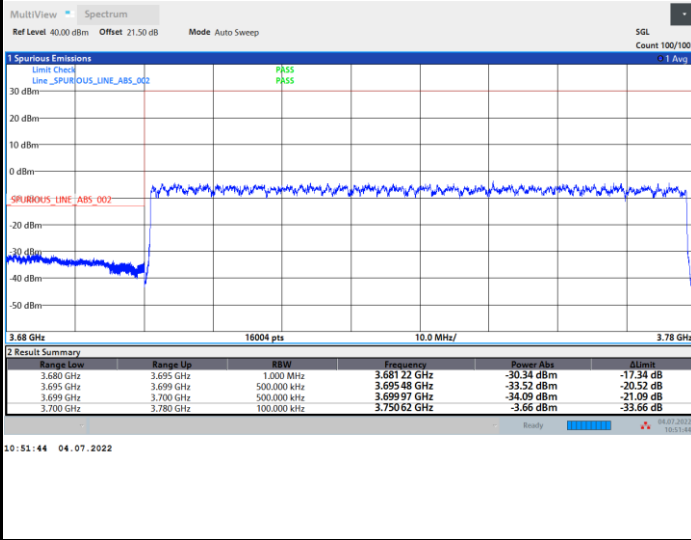 MultiView Spectrum
Ref Level 40.00 dBm Offset 21.50 dB Mode Auto Sweep SGL
Count 100/100
1 Spurious Emissions 1 Avg
Limit Check PASS
Line _SPURIOUS_LINE_ABS_002 PASS
30 dBm
20 dBm
10 dBm
0 dBm
_SPURIOUS_LINE_ABS_002
-20 dBm
-30 dBm
-40 dBm
-50 dBm
3.68 GHz 16004 pts 10.0 MHz/ 3.78 GHz
2 Result Summary
Range Low Range Up RBW Frequency Power Abs ΔLimit
3.680 GHz 3.695 GHz 1.000 MHz 3.681 22 GHz -30.34 dBm -17.34 dB
3.695 GHz 3.699 GHz 500.000 kHz 3.695 48 GHz -33.52 dBm -20.52 dB
3.699 GHz 3.700 GHz 500.000 kHz 3.699 97 GHz -34.09 dBm -21.09 dB
3.700 GHz 3.780 GHz 100.000 kHz 3.750 62 GHz -3.66 dBm -33.66 dB
Ready 04.07.2022
10:51:44
10:51:44 04.07.2022